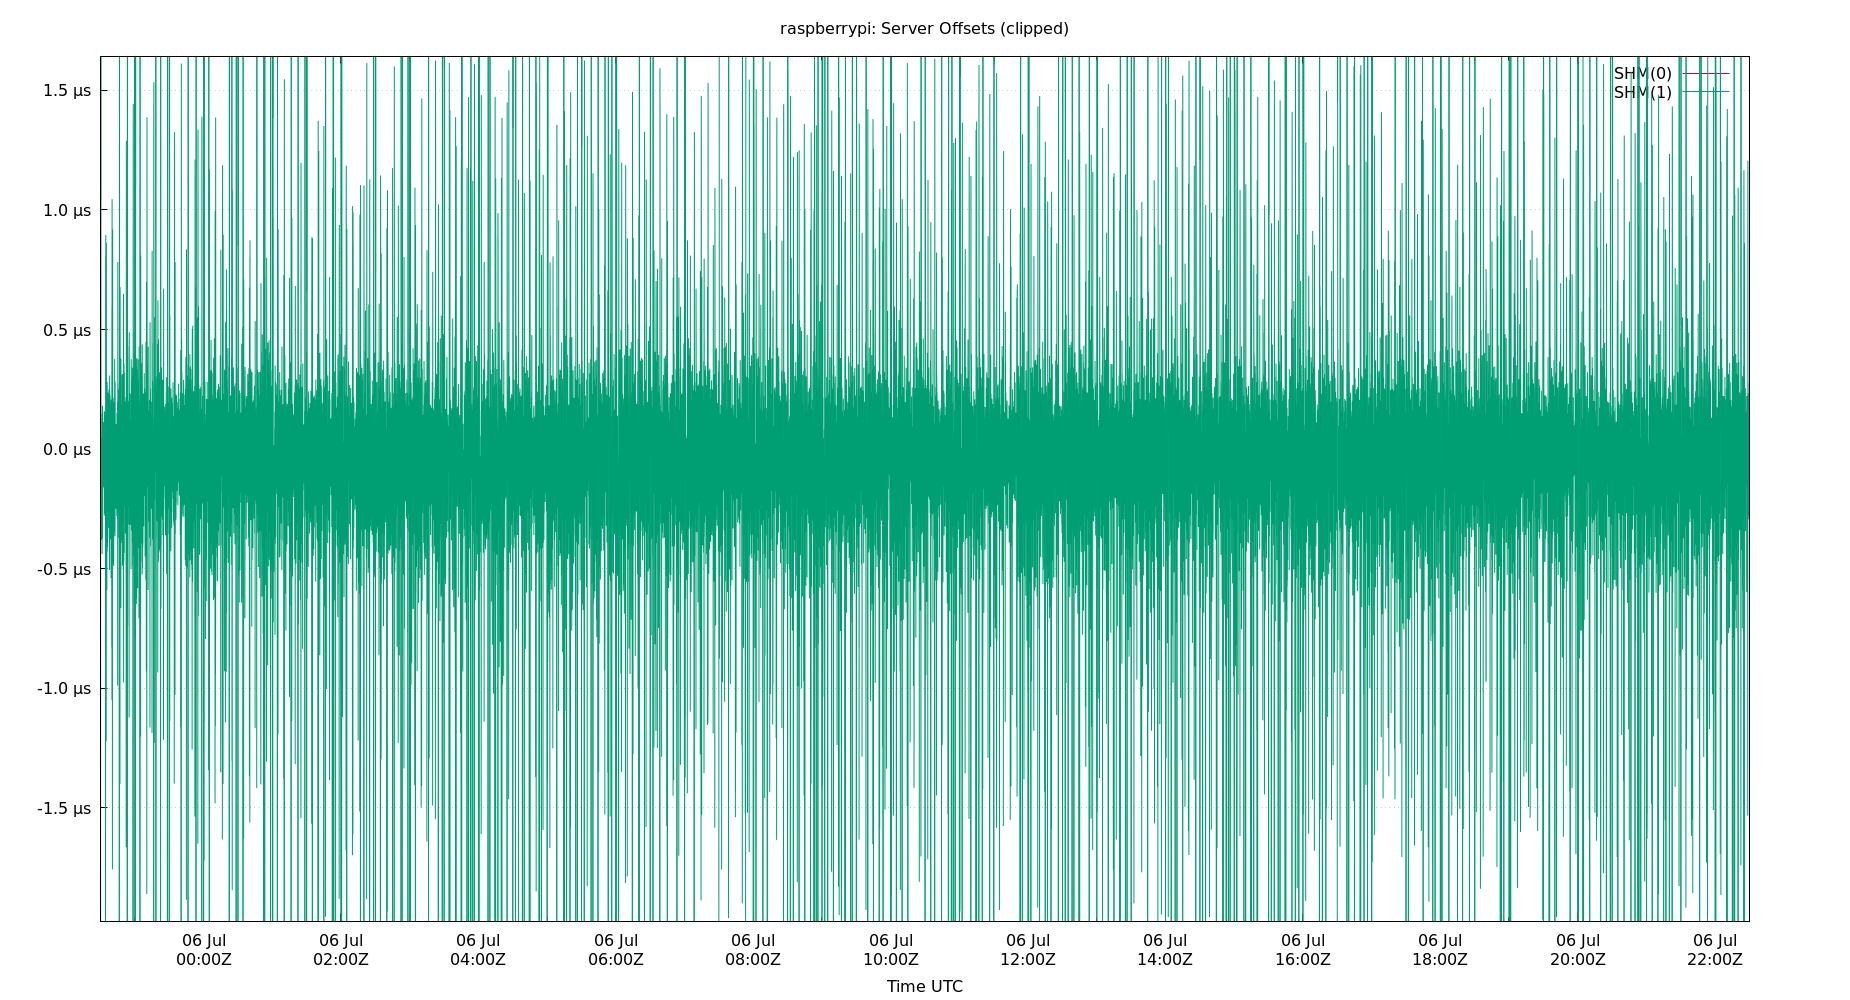 raspberrypi: Server Offsets (clipped)
SHM(0)
SHM(1)
1.5 µs
1.0 µs
0.5 µs
0.0 µs
-0.5 µs
-1.0 µs
-1.5 µs
06 Jul 06 Jul 06 Jul 06 Jul 06 Jul 06 Jul 06 Jul 06 Jul 06 Jul 06 Jul 06 Jul 06 Jul
00:00Z 02:00Z 04:00Z 06:00Z 08:00Z 10:00Z 12:00Z 14:00Z 16:00Z 18:00Z 20:00Z 22:00Z
Time UTC